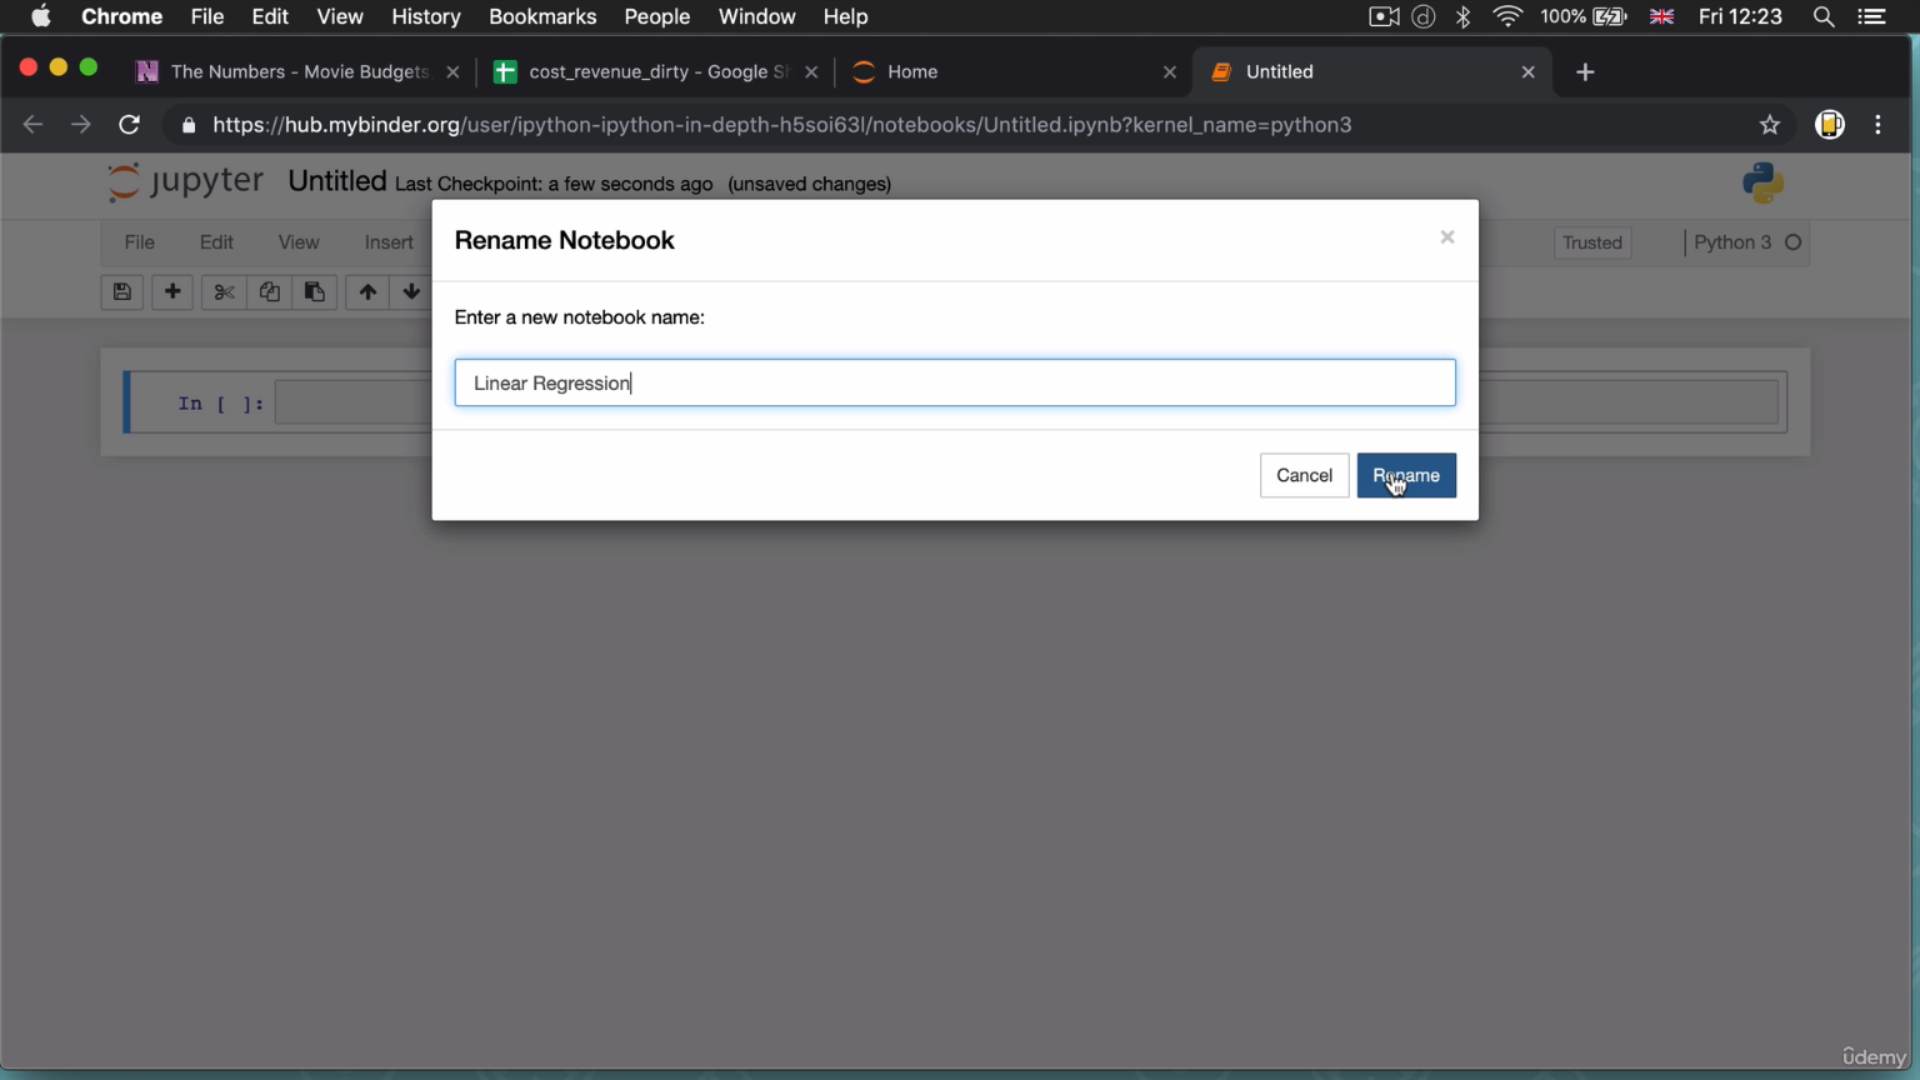 Chrome File Edit View History Bookmarks People Window Help 100% Fri 12:23
The Numbers - Movie Budgets cost_revenue_dirty - Google Sh Home Untitled
https://hub.mybinder.org/user/ipython-ipython-in-depth-h5soi63l/notebooks/Untitled.ipynb?kernel_name=python3
jupyter Untitled Last Checkpoint: a few seconds ago (unsaved changes)
File Edit View Insert Trusted Python 3
Rename Notebook
Enter a new notebook name:
Linear Regression
In [ ]:
Cancel Rename
ûdemy